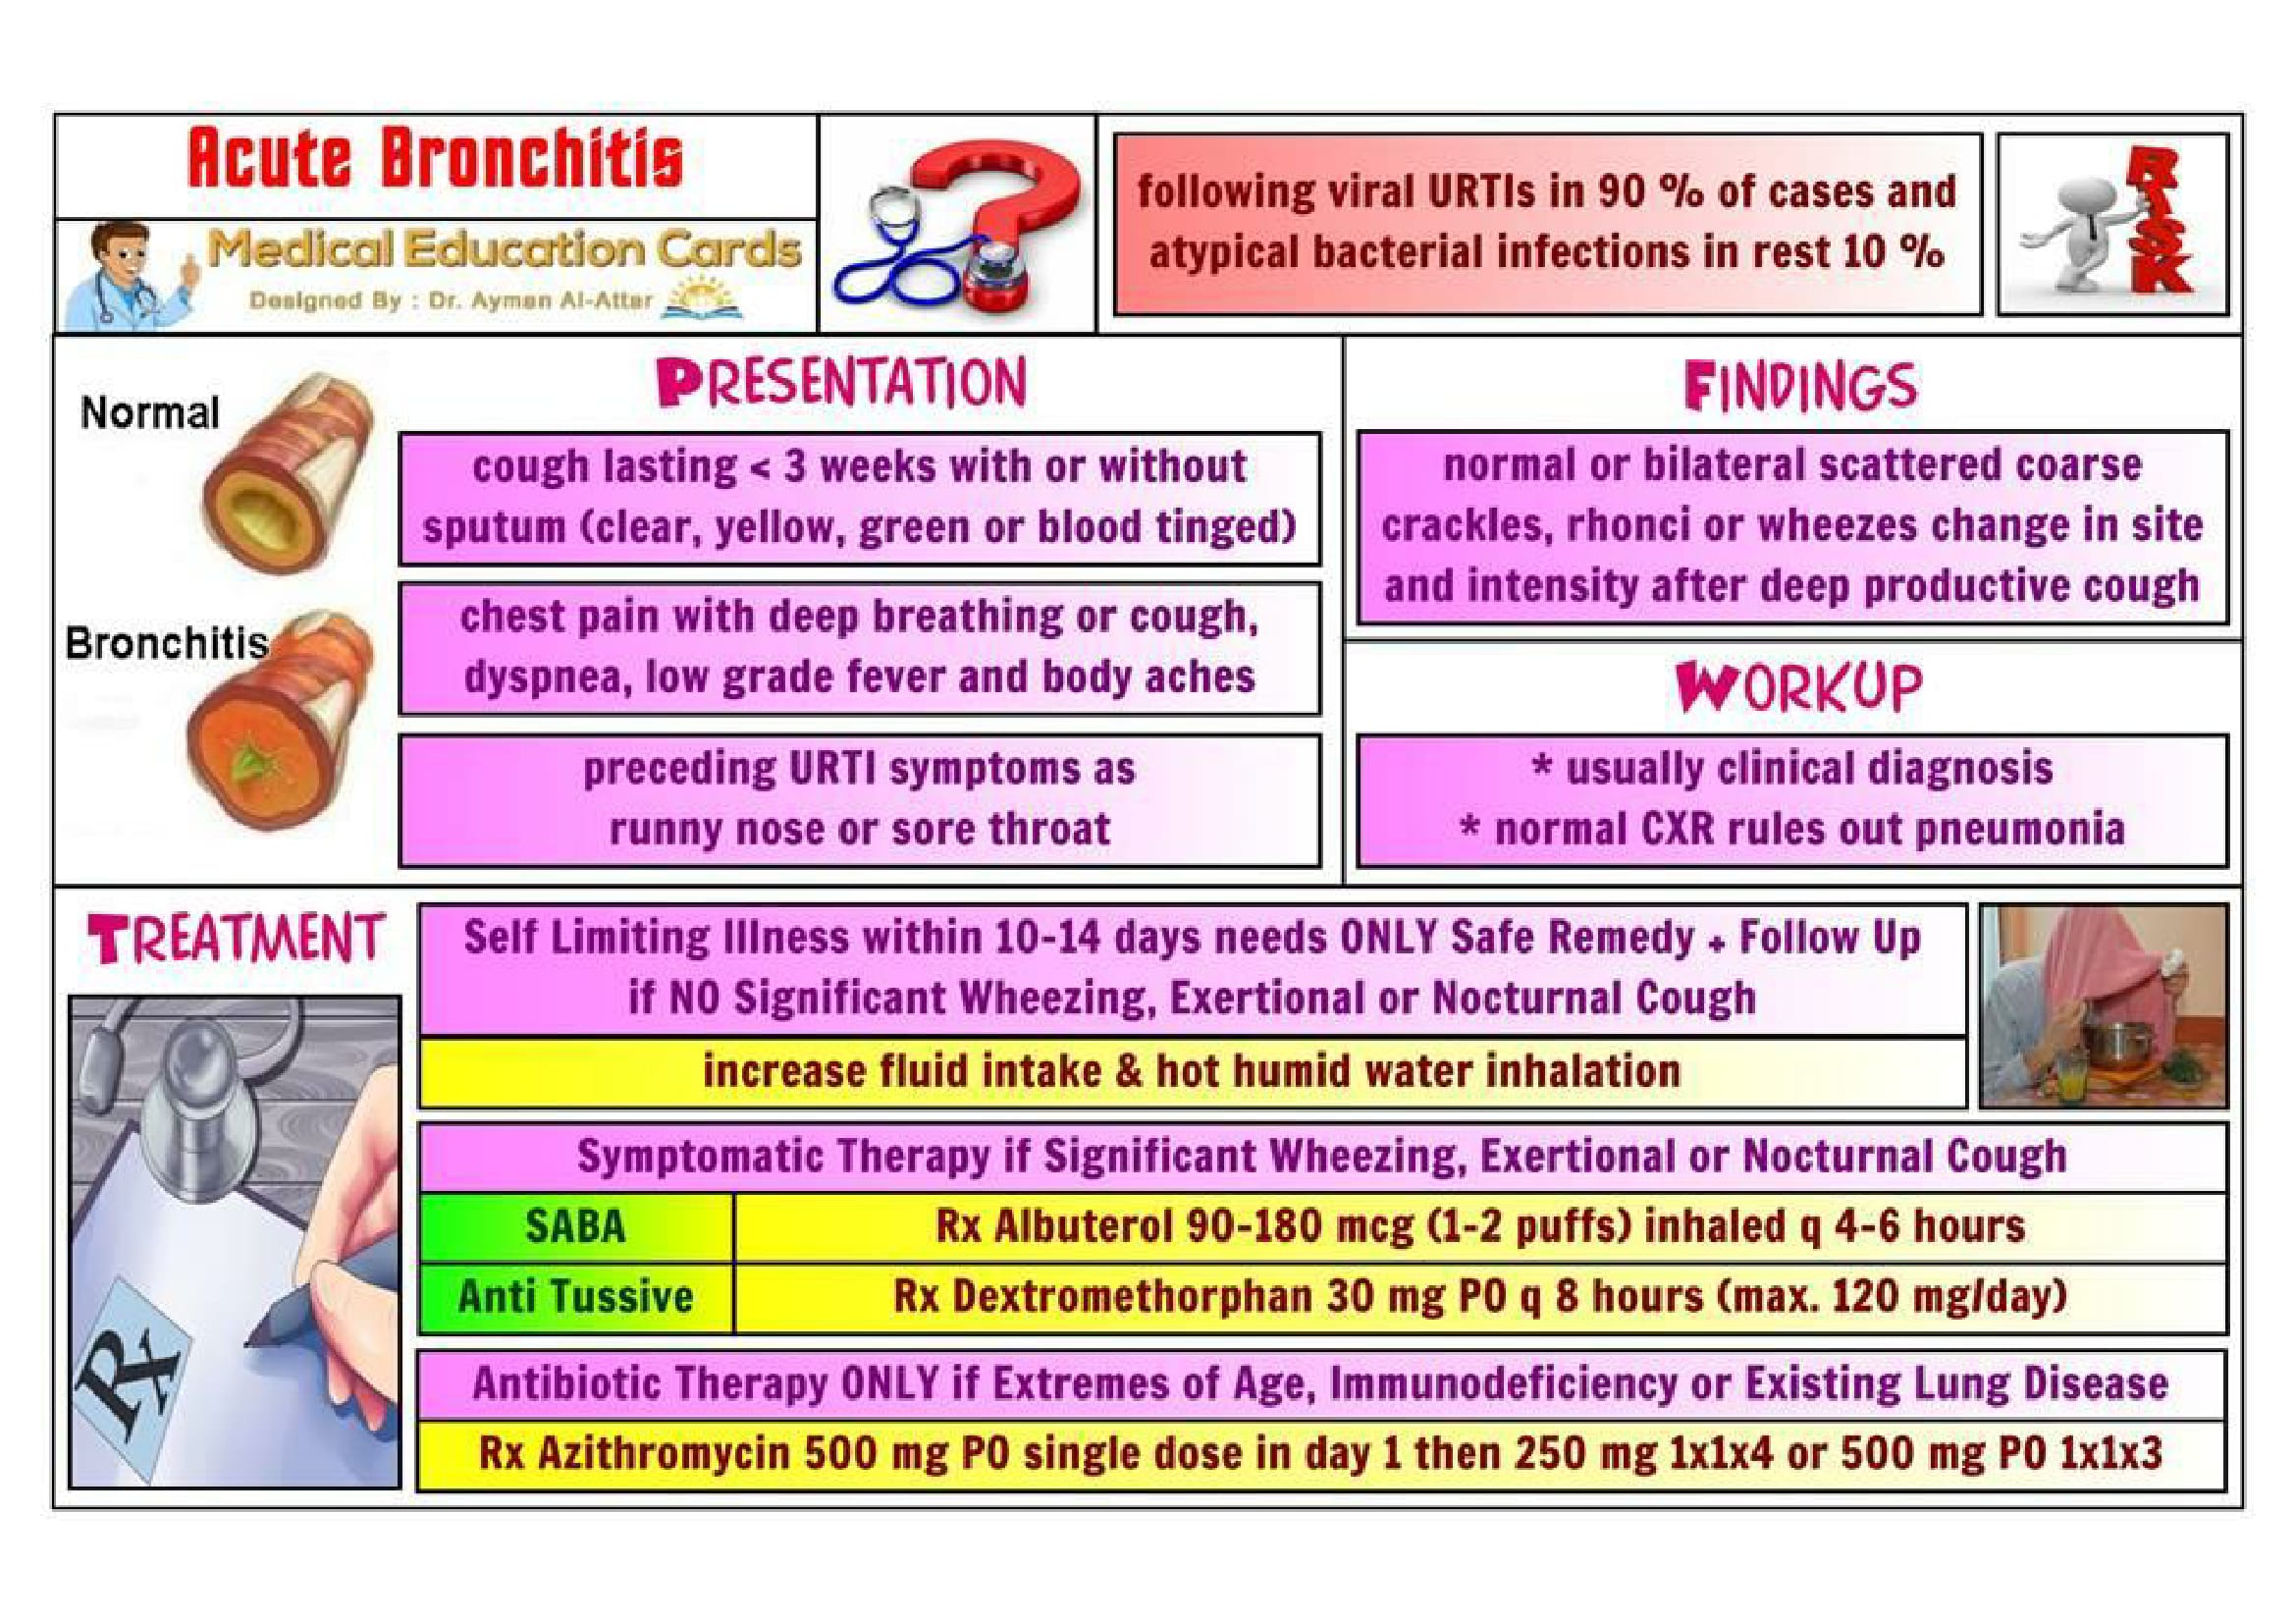 Acute Bronchitis
Medical Education Cards
Designed By : Dr. Ayman Al-Attar
following viral URTIs in 90 % of cases and
atypical bacterial infections in rest 10 %
RISK
PRESENTATION
Normal
Bronchitis
cough lasting < 3 weeks with or without
sputum (clear, yellow, green or blood tinged)
chest pain with deep breathing or cough,
dyspnea, low grade fever and body aches
preceding URTI symptoms as
runny nose or sore throat
FINDINGS
normal or bilateral scattered coarse
crackles, rhonci or wheezes change in site
and intensity after deep productive cough
WORKUP
* usually clinical diagnosis
* normal CXR rules out pneumonia
TREATMENT
Rx
Self Limiting Illness within 10-14 days needs ONLY Safe Remedy + Follow Up
if NO Significant Wheezing, Exertional or Nocturnal Cough
increase fluid intake & hot humid water inhalation
Symptomatic Therapy if Significant Wheezing, Exertional or Nocturnal Cough
SABA Rx Albuterol 90-180 mcg (1-2 puffs) inhaled q 4-6 hours
Anti Tussive Rx Dextromethorphan 30 mg PO q 8 hours (max. 120 mg/day)
Antibiotic Therapy ONLY if Extremes of Age, Immunodeficiency or Existing Lung Disease
Rx Azithromycin 500 mg PO single dose in day 1 then 250 mg 1x1x4 or 500 mg PO 1x1x3